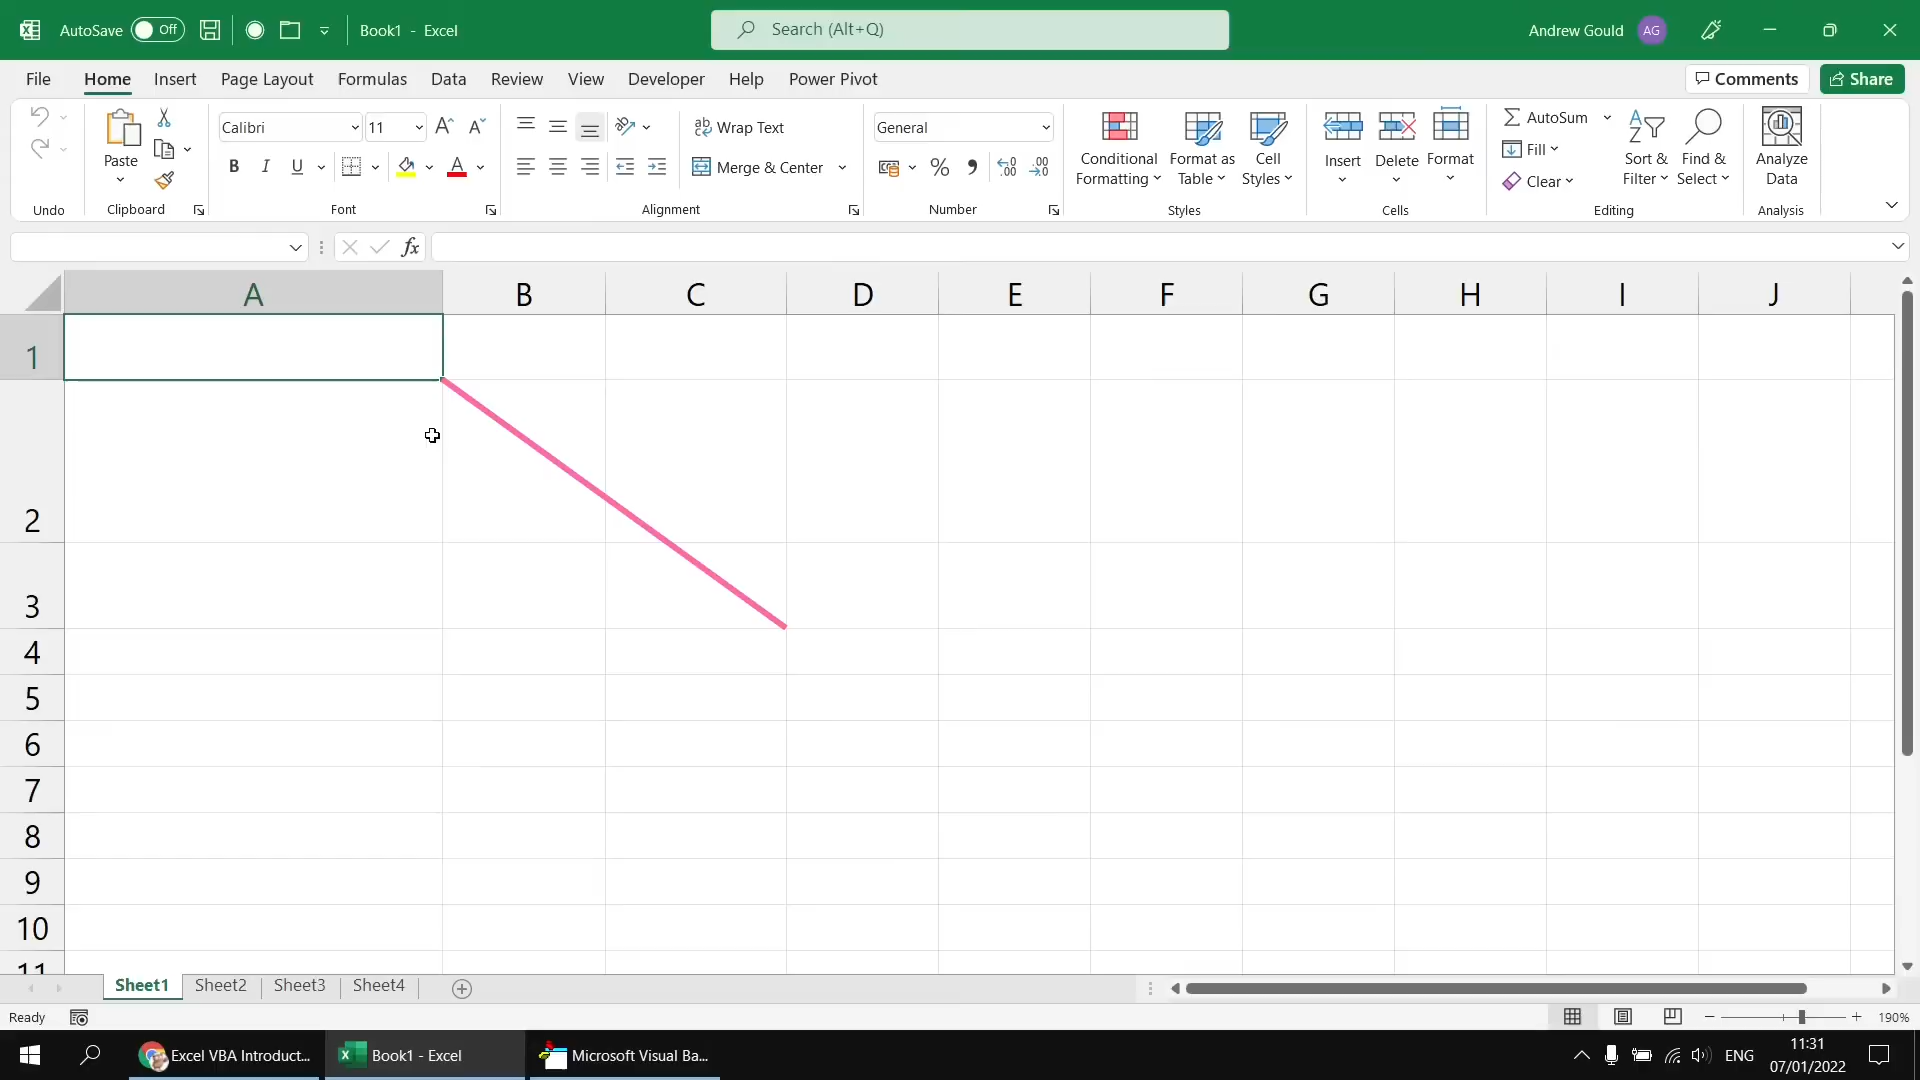 AutoSave Off Book1 - Excel Search (Alt+Q) Andrew Gould AG
File Home Insert Page Layout Formulas Data Review View Developer Help Power Pivot Comments Share
Calibri 11 Wrap Text General AutoSum
Paste Conditional Formatting Format as Table Cell Styles Insert Delete Format Fill Sort & Filter Find & Select Analyze Data
B I U A Merge & Center % Clear
Undo Clipboard Font Alignment Number Styles Cells Editing Analysis
fx
A B C D E F G H I J
1
2
3
4
5
6
7
8
9
10
11
Sheet1 Sheet2 Sheet3 Sheet4
Ready 190%
Excel VBA Introduct... Book1 - Excel Microsoft Visual Ba... ENG 11:31
07/01/2022